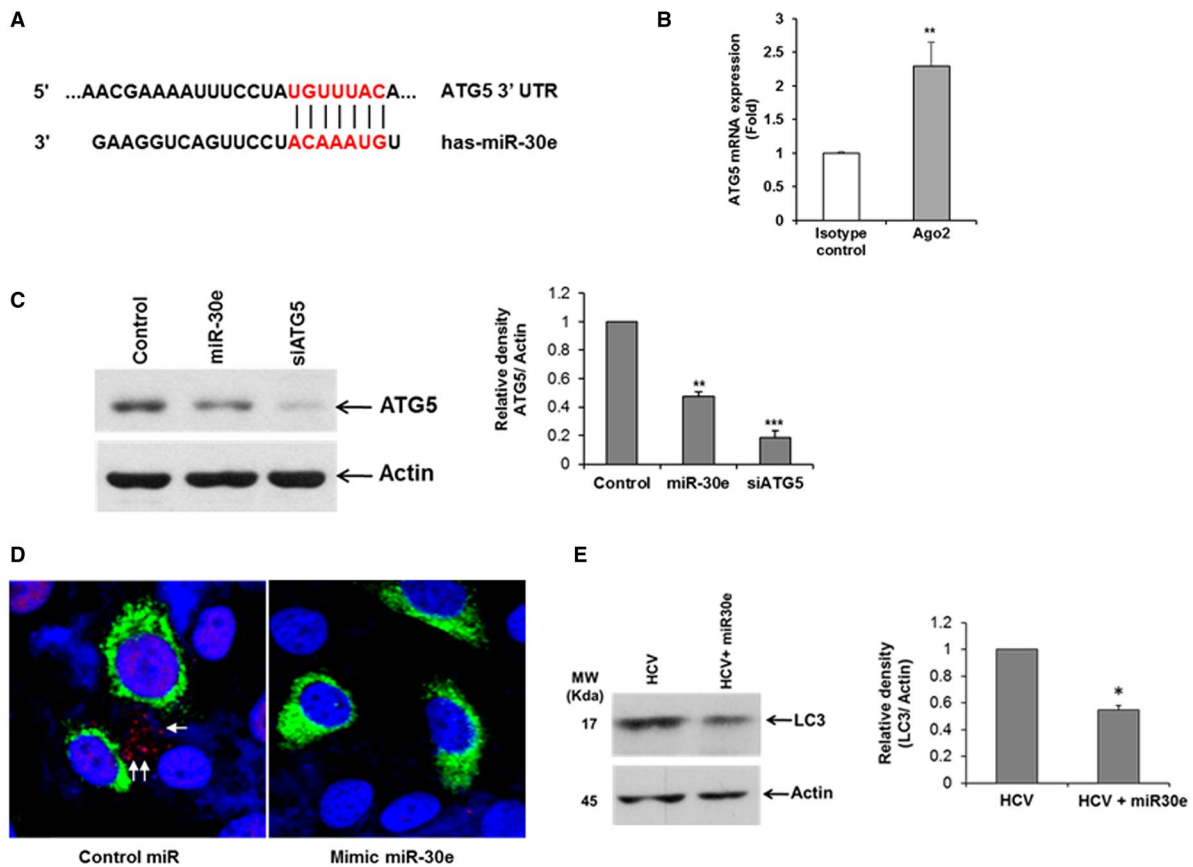 A
5' ...AACGAAAAUUUCCUAUGUUUACA... ATG5 3' UTR
3' GAAGGUCAGUUCCUACAAAUGU has-miR-30e
B
ATG5 mRNA expression
(Fold)
3
2.5
2
1.5
1
0.5
0
**
Isotype
control
Ago2
C
Control
miR-30e
siATG5
ATG5
Actin
Relative density
ATG5/ Actin
1.2
1
0.8
0.6
0.4
0.2
0
**
***
Control miR-30e siATG5
D
Control miR
Mimic miR-30e
E
MW
(Kda)
HCV
HCV+ miR30e
17
LC3
45
Actin
Relative density
(LC3/ Actin)
1.2
1
0.8
0.6
0.4
0.2
0
*
HCV
HCV + miR30e